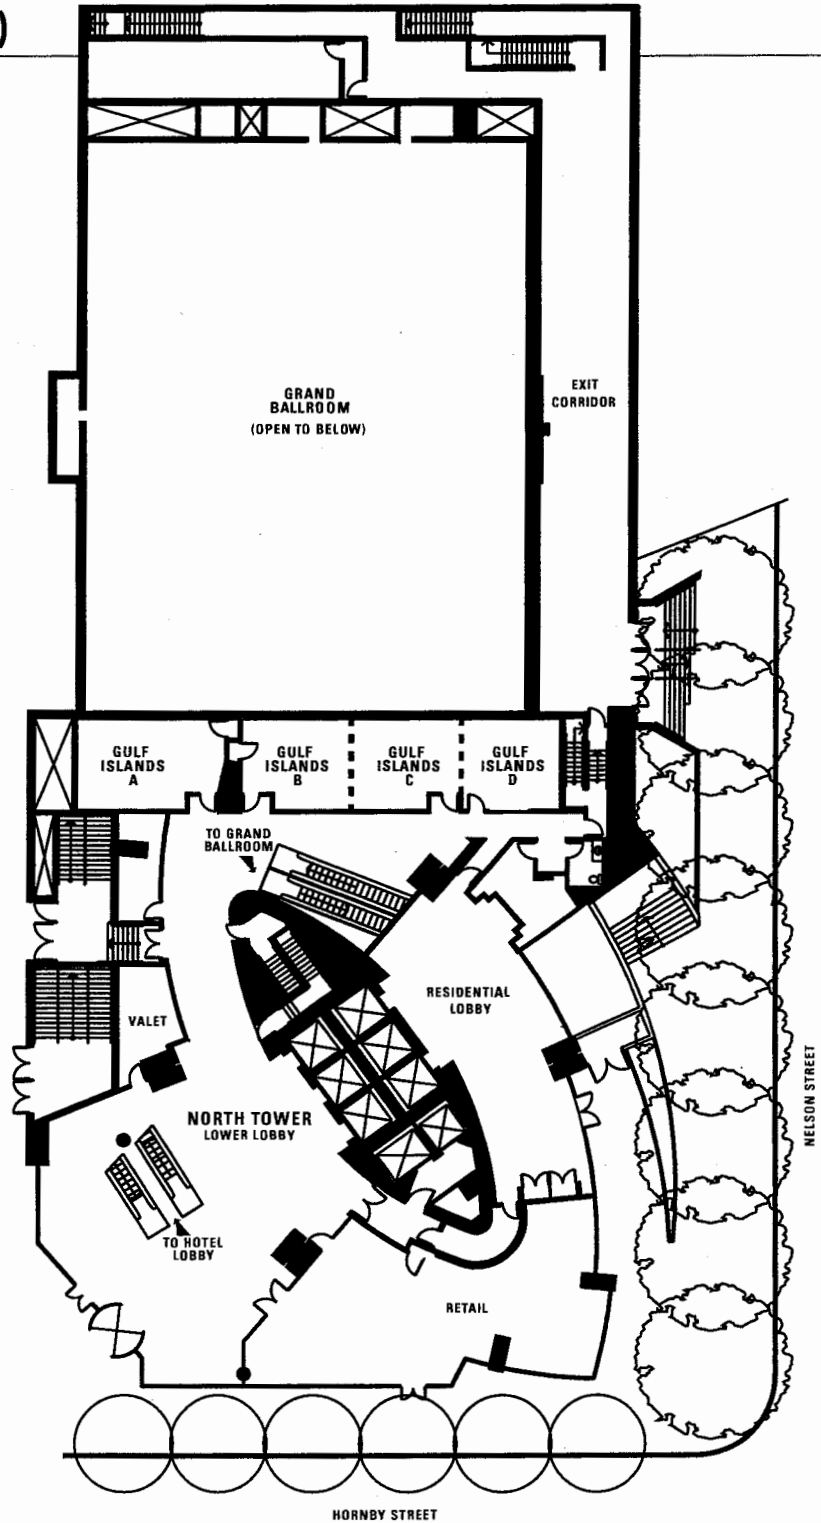 )
GRAND
BALLROOM
(OPEN TO BELOW)
EXIT
CORRIDOR
GULF
ISLANDS
A
GULF
ISLANDS
B
GULF
ISLANDS
C
GULF
ISLANDS
D
TO GRAND
BALLROOM
RESIDENTIAL
LOBBY
VALET
NORTH TOWER
LOWER LOBBY
TO HOTEL
LOBBY
RETAIL
NELSON STREET
HORNBY STREET